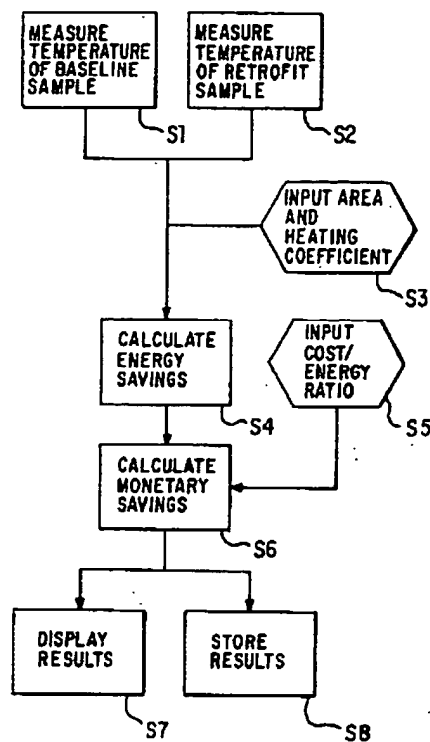 MEASURE
TEMPERATURE
OF BASELINE
SAMPLE
S1
MEASURE
TEMPERATURE
OF RETROFIT
SAMPLE
S2
INPUT AREA
AND
HEATING
COEFFICIENT
S3
CALCULATE
ENERGY
SAVINGS
S4
INPUT
COST/
ENERGY
RATIO
S5
CALCULATE
MONETARY
SAVINGS
S6
DISPLAY
RESULTS
S7
STORE
RESULTS
S8